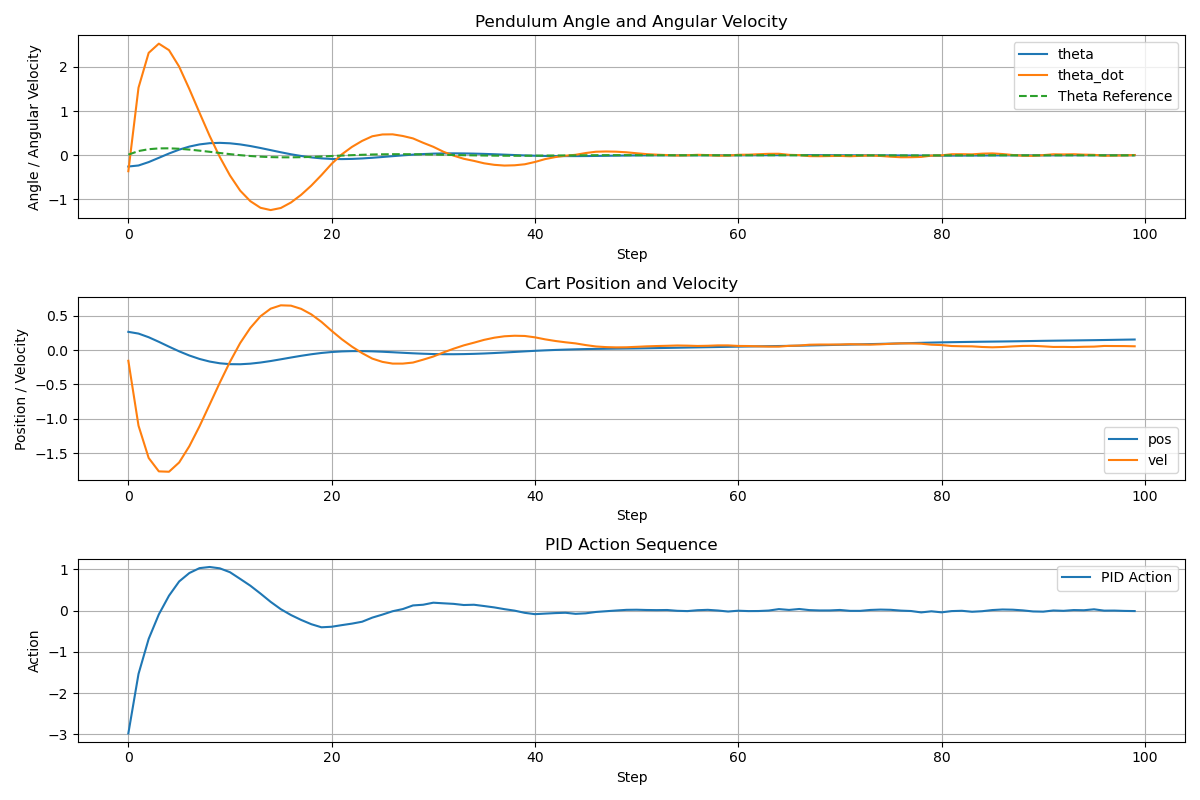 Pendulum Angle and Angular Velocity
Angle / Angular Velocity
2
1
0
−1
theta
theta_dot
Theta Reference
0 20 40 60 80 100
Step
Cart Position and Velocity
Position / Velocity
0.5
0.0
−0.5
−1.0
−1.5
pos
vel
0 20 40 60 80 100
Step
PID Action Sequence
Action
1
0
−1
−2
−3
PID Action
0 20 40 60 80 100
Step